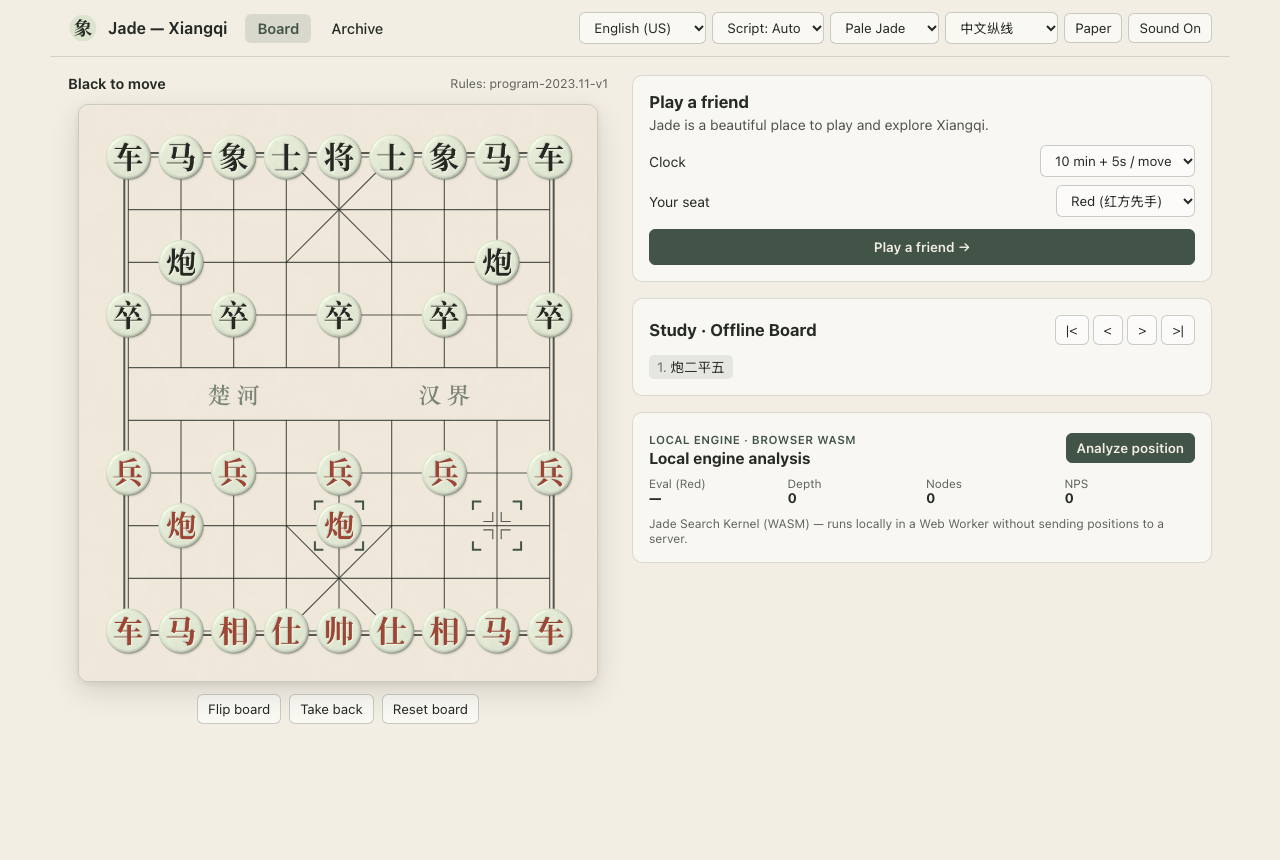 象 Jade — Xiangqi Board Archive English (US) Script: Auto Pale Jade 中文纵线 Paper Sound On
Black to move Rules: program-2023.11-v1
车 马 象 士 将 士 象 马 车
炮 炮
卒 卒 卒 卒 卒
楚河 汉界
兵 兵 兵 兵 兵
炮 炮
车 马 相 仕 帅 仕 相 马 车
Flip board Take back Reset board
Play a friend
Jade is a beautiful place to play and explore Xiangqi.
Clock 10 min + 5s / move
Your seat Red (红方先手)
Play a friend →
Study · Offline Board |< < > >|
1. 炮二平五
LOCAL ENGINE · BROWSER WASM
Local engine analysis
Analyze position
Eval (Red) Depth Nodes NPS
— 0 0 0
Jade Search Kernel (WASM) — runs locally in a Web Worker without sending positions to a
server.